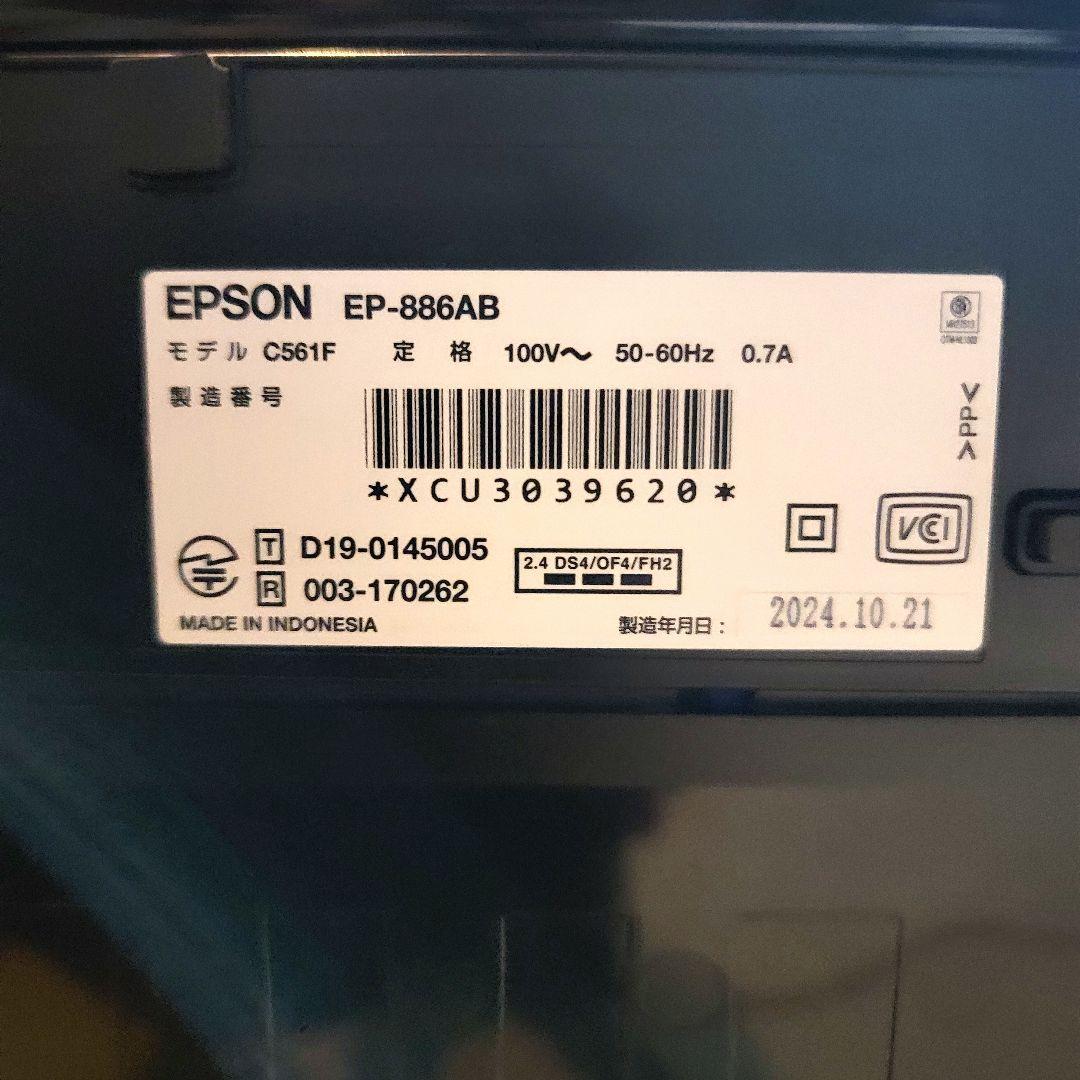 EPSON EP-886AB
モデル C561F 定格 100V～ 50-60Hz 0.7A
製造番号
*XCU3039620*
>PP<
T D19-0145005
R 003-170262
2.4 DS4/OF4/FH2
VCCI
MADE IN INDONESIA
製造年月日： 2024.10.21